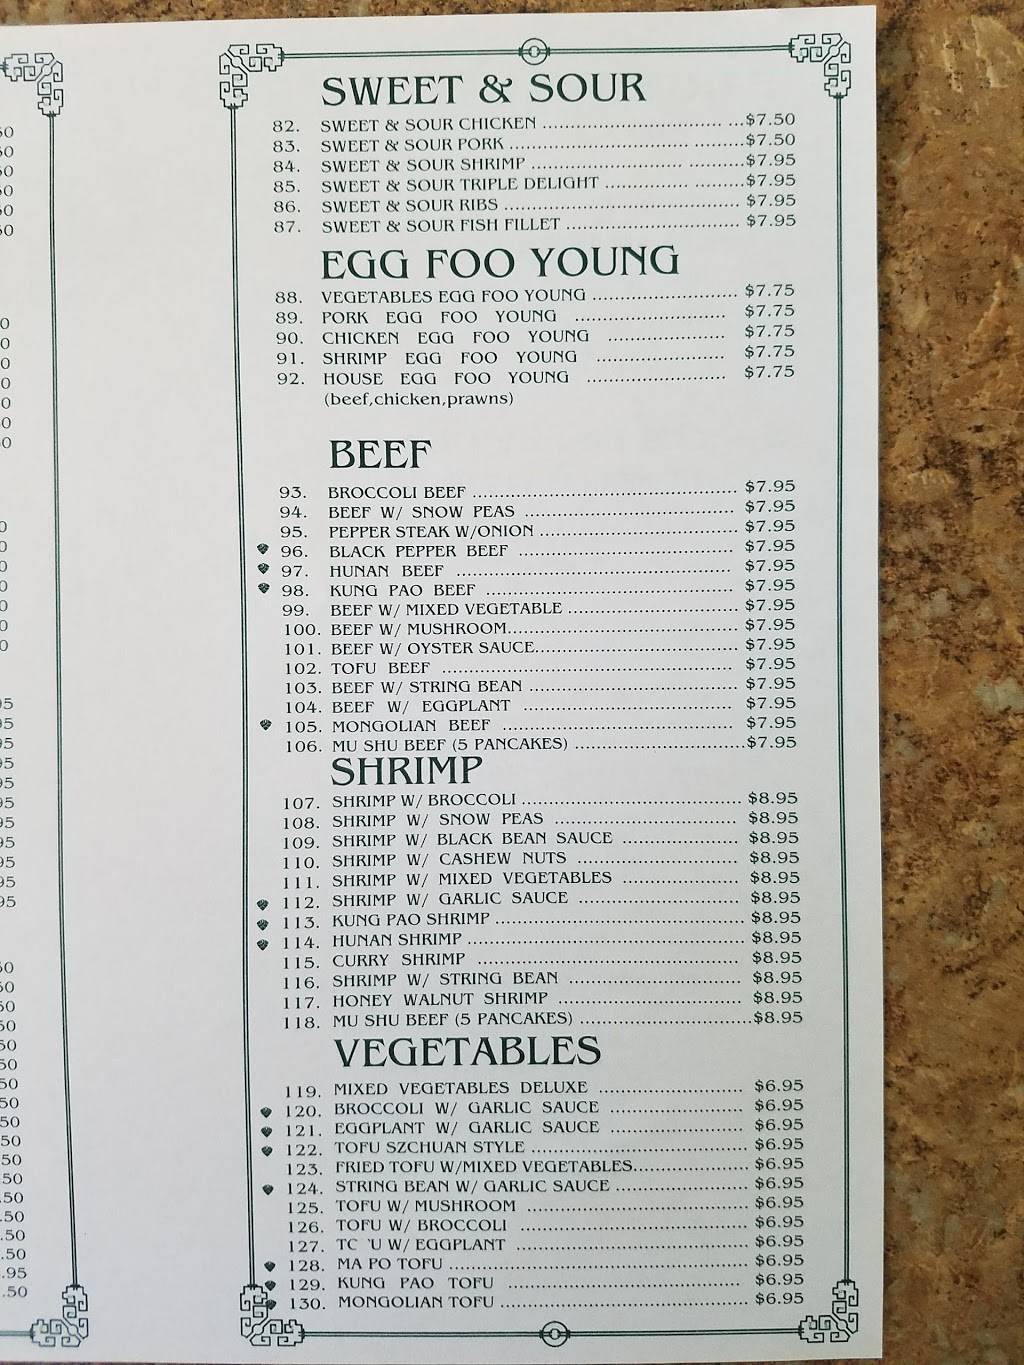 SWEET & SOUR
82. SWEET & SOUR CHICKEN $7.50
83. SWEET & SOUR PORK $7.50
84. SWEET & SOUR SHRIMP $7.95
85. SWEET & SOUR TRIPLE DELIGHT $7.95
86. SWEET & SOUR RIBS $7.95
87. SWEET & SOUR FISH FILLET $7.95
EGG FOO YOUNG
88. VEGETABLES EGG FOO YOUNG $7.75
89. PORK EGG FOO YOUNG $7.75
90. CHICKEN EGG FOO YOUNG $7.75
91. SHRIMP EGG FOO YOUNG $7.75
92. HOUSE EGG FOO YOUNG $7.75
(beef,chicken,prawns)
BEEF
93. BROCCOLI BEEF $7.95
94. BEEF W/ SNOW PEAS $7.95
95. PEPPER STEAK W/ONION $7.95
96. BLACK PEPPER BEEF $7.95
97. HUNAN BEEF $7.95
98. KUNG PAO BEEF $7.95
99. BEEF W/ MIXED VEGETABLE $7.95
100. BEEF W/ MUSHROOM $7.95
101. BEEF W/ OYSTER SAUCE $7.95
102. TOFU BEEF $7.95
103. BEEF W/ STRING BEAN $7.95
104. BEEF W/ EGGPLANT $7.95
105. MONGOLIAN BEEF $7.95
106. MU SHU BEEF (5 PANCAKES) $7.95
SHRIMP
107. SHRIMP W/ BROCCOLI $8.95
108. SHRIMP W/ SNOW PEAS $8.95
109. SHRIMP W/ BLACK BEAN SAUCE $8.95
110. SHRIMP W/ CASHEW NUTS $8.95
111. SHRIMP W/ MIXED VEGETABLES $8.95
112. SHRIMP W/ GARLIC SAUCE $8.95
113. KUNG PAO SHRIMP $8.95
114. HUNAN SHRIMP $8.95
115. CURRY SHRIMP $8.95
116. SHRIMP W/ STRING BEAN $8.95
117. HONEY WALNUT SHRIMP $8.95
118. MU SHU BEEF (5 PANCAKES) $8.95
VEGETABLES
119. MIXED VEGETABLES DELUXE $6.95
120. BROCCOLI W/ GARLIC SAUCE $6.95
121. EGGPLANT W/ GARLIC SAUCE $6.95
122. TOFU SZCHUAN STYLE $6.95
123. FRIED TOFU W/MIXED VEGETABLES $6.95
124. STRING BEAN W/ GARLIC SAUCE $6.95
125. TOFU W/ MUSHROOM $6.95
126. TOFU W/ BROCCOLI $6.95
127. W/ EGGPLANT $6.95
128. MA PO TOFU $6.95
129. KUNG PAO TOFU $6.95
130. MONGOLIAN TOFU $6.95